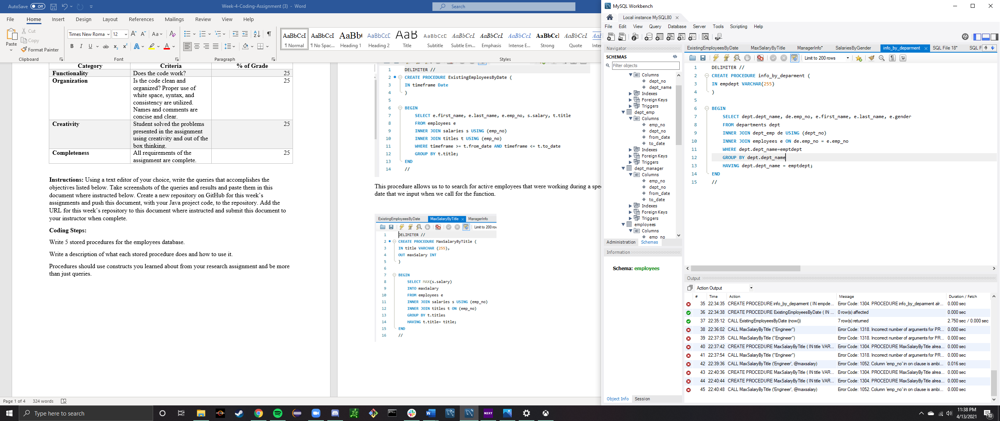 AutoSave Off
Week-4-Coding-Assignment (3) - Word
Search
File Home Insert Design Layout References Mailings Review View Help
Paste
Cut
Copy
Format Painter
Clipboard
Times New Roma 12
Font
Paragraph
AaBbCcI AaBbCcI AaBb( AaBbCcC AaB AaBbCcD AaBbCcL AaBbCcL AaBbCcL AaBbCcI AaBbCcL AaI
¶ Normal ¶ No Spac... Heading 1 Heading 2 Title Subtitle Subtle Em... Emphasis Intense E... Strong Quote Inter
Styles
Category Criteria % of Grade
Functionality Does the code work? 25
Organization Is the code clean and 25
organized? Proper use of
white space, syntax, and
consistency are utilized.
Names and comments are
concise and clear.
Creativity Student solved the problems 25
presented in the assignment
using creativity and out of the
box thinking.
Completeness All requirements of the 25
assignment are complete.
Instructions: Using a text editor of your choice, write the queries that accomplishes the
objectives listed below. Take screenshots of the queries and results and paste them in this
document where instructed below. Create a new repository on GitHub for this week's
assignments and push this document, with your Java project code, to the repository. Add the
URL for this week's repository to this document where instructed and submit this document to
your instructor when complete.
Coding Steps:
Write 5 stored procedures for the employees database.
Write a description of what each stored procedure does and how to use it.
Procedures should use constructs you learned about from your research assignment and be more
than just queries.
1 DELIMITER //
2 CREATE PROCEDURE ExistingEmployeesByDate (
3 IN timeframe Date
4 )
5
6 BEGIN
7 SELECT e.first_name, e.last_name, e.emp_no, s.salary, t.title
8 FROM employees e
9 INNER JOIN salaries s USING (emp_no)
10 INNER JOIN titles t USING (emp_no)
11 WHERE timeframe >= t.from_date AND timeframe <= t.to_date
12 GROUP BY t.title;
13 END
14 //
This procedure allows us to to search for active employees that were working during a spe
date that we input when we call for the function.
ExistingEmployeesByDate MaxSalaryByTitle ManagerInfo
Limit to 200 rov
1 DELIMITER //
2 CREATE PROCEDURE MaxSalaryByTitle (
3 IN title VARCHAR (255),
4 OUT maxSalary INT
5 )
6
7 BEGIN
8 SELECT MAX(s.salary)
9 INTO maxSalary
10 FROM employees e
11 INNER JOIN salaries s USING (emp_no)
12 INNER JOIN titles t ON (emp_no)
13 GROUP BY t.titles
14 HAVING t.title= title;
15 END
16 //
Page 1 of 4 324 words
MySQL Workbench
Local instance MySQL80
File Edit View Query Database Server Tools Scripting Help
Navigator
SCHEMAS
Filter objects
Columns
dept_no
dept_name
Indexes
Foreign Keys
Triggers
dept_emp
Columns
emp_no
dept_no
from_date
to_date
Indexes
Foreign Keys
Triggers
dept_manager
Columns
emp_no
dept_no
from_date
to_date
Indexes
Foreign Keys
Triggers
employees
Columns
emp_no
Administration Schemas
Information
Schema: employees
Object Info Session
ExistingEmployeesByDate MaxSalaryByTitle ManagerInfo* SalariesByGender info_by_deparment SQL File 18* SQL F
Limit to 200 rows
1 DELIMITER //
2 CREATE PROCEDURE info_by_deparment (
3 IN empdept VARCHAR(255)
4 )
5
6 BEGIN
7 SELECT dept.dept_name, de.emp_no, e.first_name, e.last_name, e.gender
8 FROM departments dept
9 INNER JOIN dept_emp de USING (dept_no)
10 INNER JOIN employees e ON de.emp_no = e.emp_no
11 WHERE dept.dept_name=emptdept
12 GROUP BY dept.dept_name
13 HAVING dept.dept_name = emptdept;
14 END
15 //
Output
Action Output
# Time Action Message Duration / Fetch
35 22:34:35 CREATE PROCEDURE info_by_deparment ( IN empde... Error Code: 1304. PROCEDURE info_by_deparment alr... 0.000 sec
36 22:34:38 CREATE PROCEDURE ExistingEmployeesByDate ( IN ... 0 row(s) affected 0.000 sec
37 22:35:12 CALL ExistingEmployeesByDate (now()) 7 row(s) returned 2.750 sec / 0.000 sec
38 22:36:02 CALL MaxSalaryByTitle ("Engineer") Error Code: 1318. Incorrect number of arguments for PR... 0.000 sec
39 22:37:35 CALL MaxSalaryByTitle ("Engineer") Error Code: 1318. Incorrect number of arguments for PR... 0.000 sec
40 22:37:42 CREATE PROCEDURE MaxSalaryByTitle ( IN title VAR... Error Code: 1304. PROCEDURE MaxSalaryByTitle alrea... 0.000 sec
41 22:37:54 CALL MaxSalaryByTitle ("Engineer") Error Code: 1318. Incorrect number of arguments for PR... 0.000 sec
42 22:39:36 CALL MaxSalaryByTitle ('Engineer', @maxsalary) Error Code: 1052. Column 'emp_no' in on clause is ambi... 0.016 sec
43 22:40:36 CREATE PROCEDURE MaxSalaryByTitle ( IN title VAR... Error Code: 1304. PROCEDURE MaxSalaryByTitle alrea... 0.000 sec
44 22:40:44 CREATE PROCEDURE MaxSalaryByTitle ( IN title VAR... Error Code: 1304. PROCEDURE MaxSalaryByTitle alrea... 0.000 sec
45 22:40:48 CALL MaxSalaryByTitle ('Engineer', @maxsalary) Error Code: 1052. Column 'emp_no' in on clause is ambi... 0.000 sec
Type here to search
RYZEN
NZXT
11:38 PM
4/13/2021
10